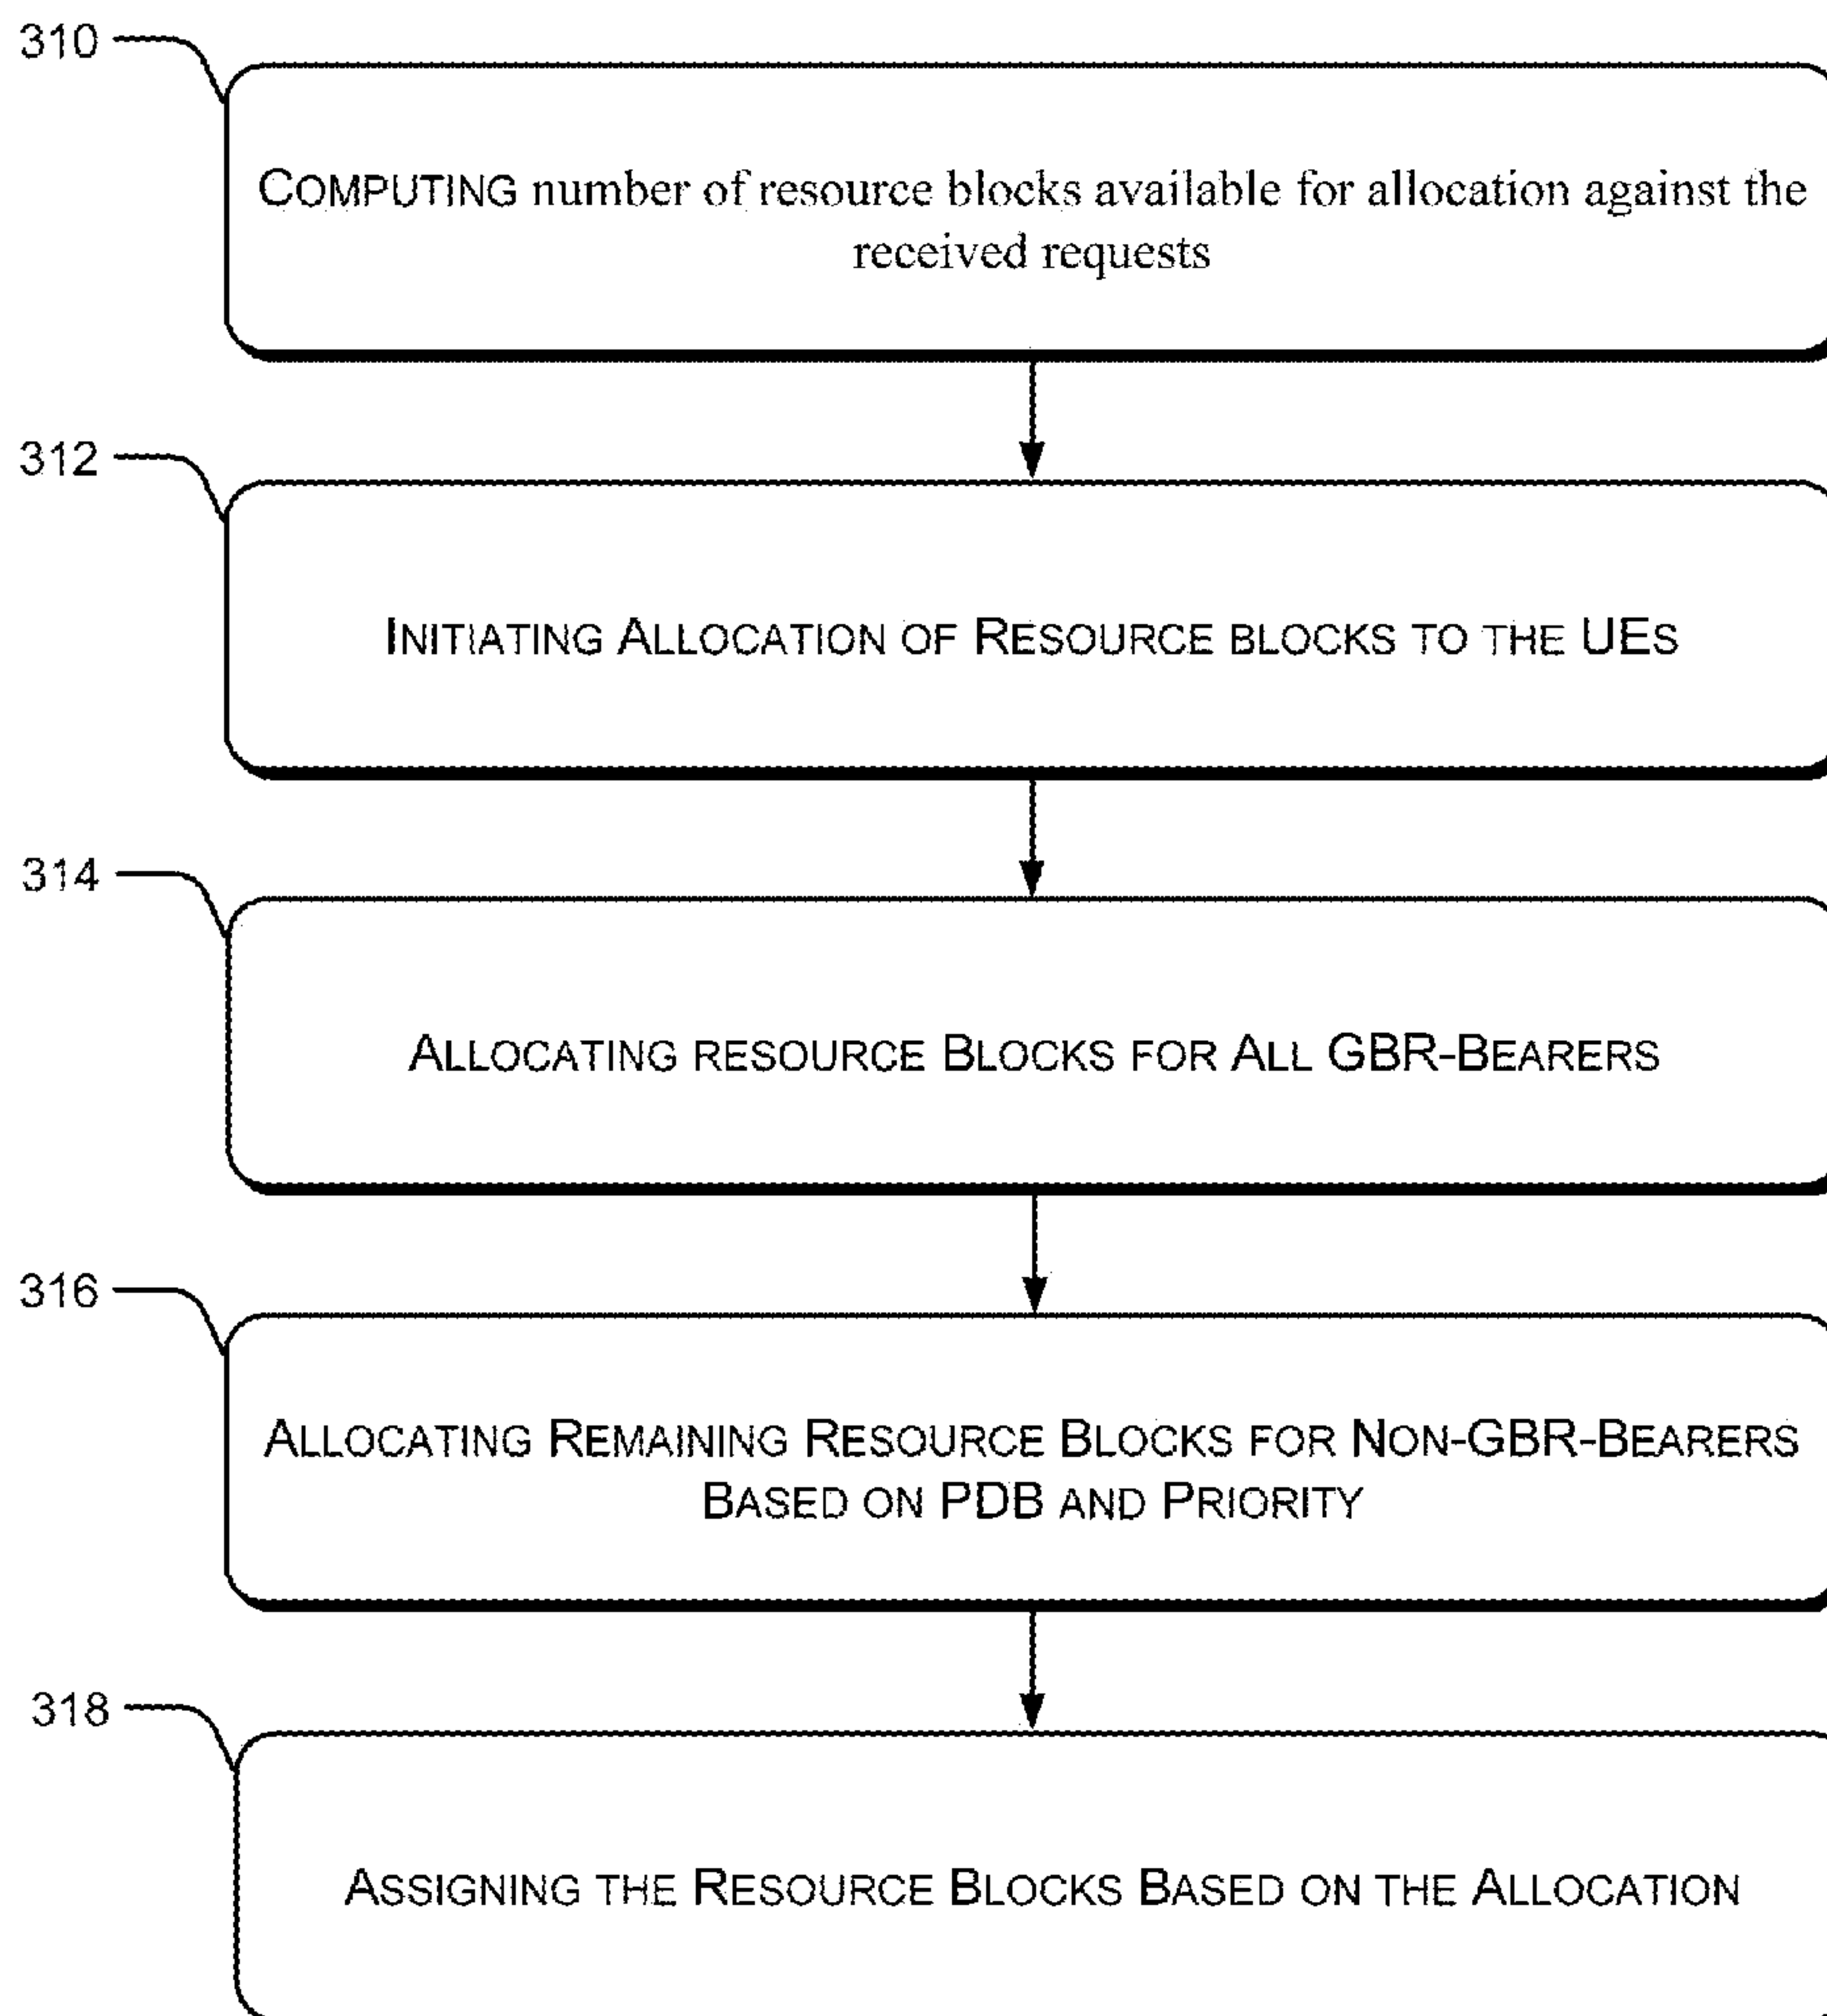 310
COMPUTING number of resource blocks available for allocation against the
received requests
312
INITIATING ALLOCATION OF RESOURCE BLOCKS TO THE UES
314
ALLOCATING RESOURCE BLOCKS FOR ALL GBR-BEARERS
316
ALLOCATING REMAINING RESOURCE BLOCKS FOR NON-GBR-BEARERS
BASED ON PDB AND PRIORITY
318
ASSIGNING THE RESOURCE BLOCKS BASED ON THE ALLOCATION